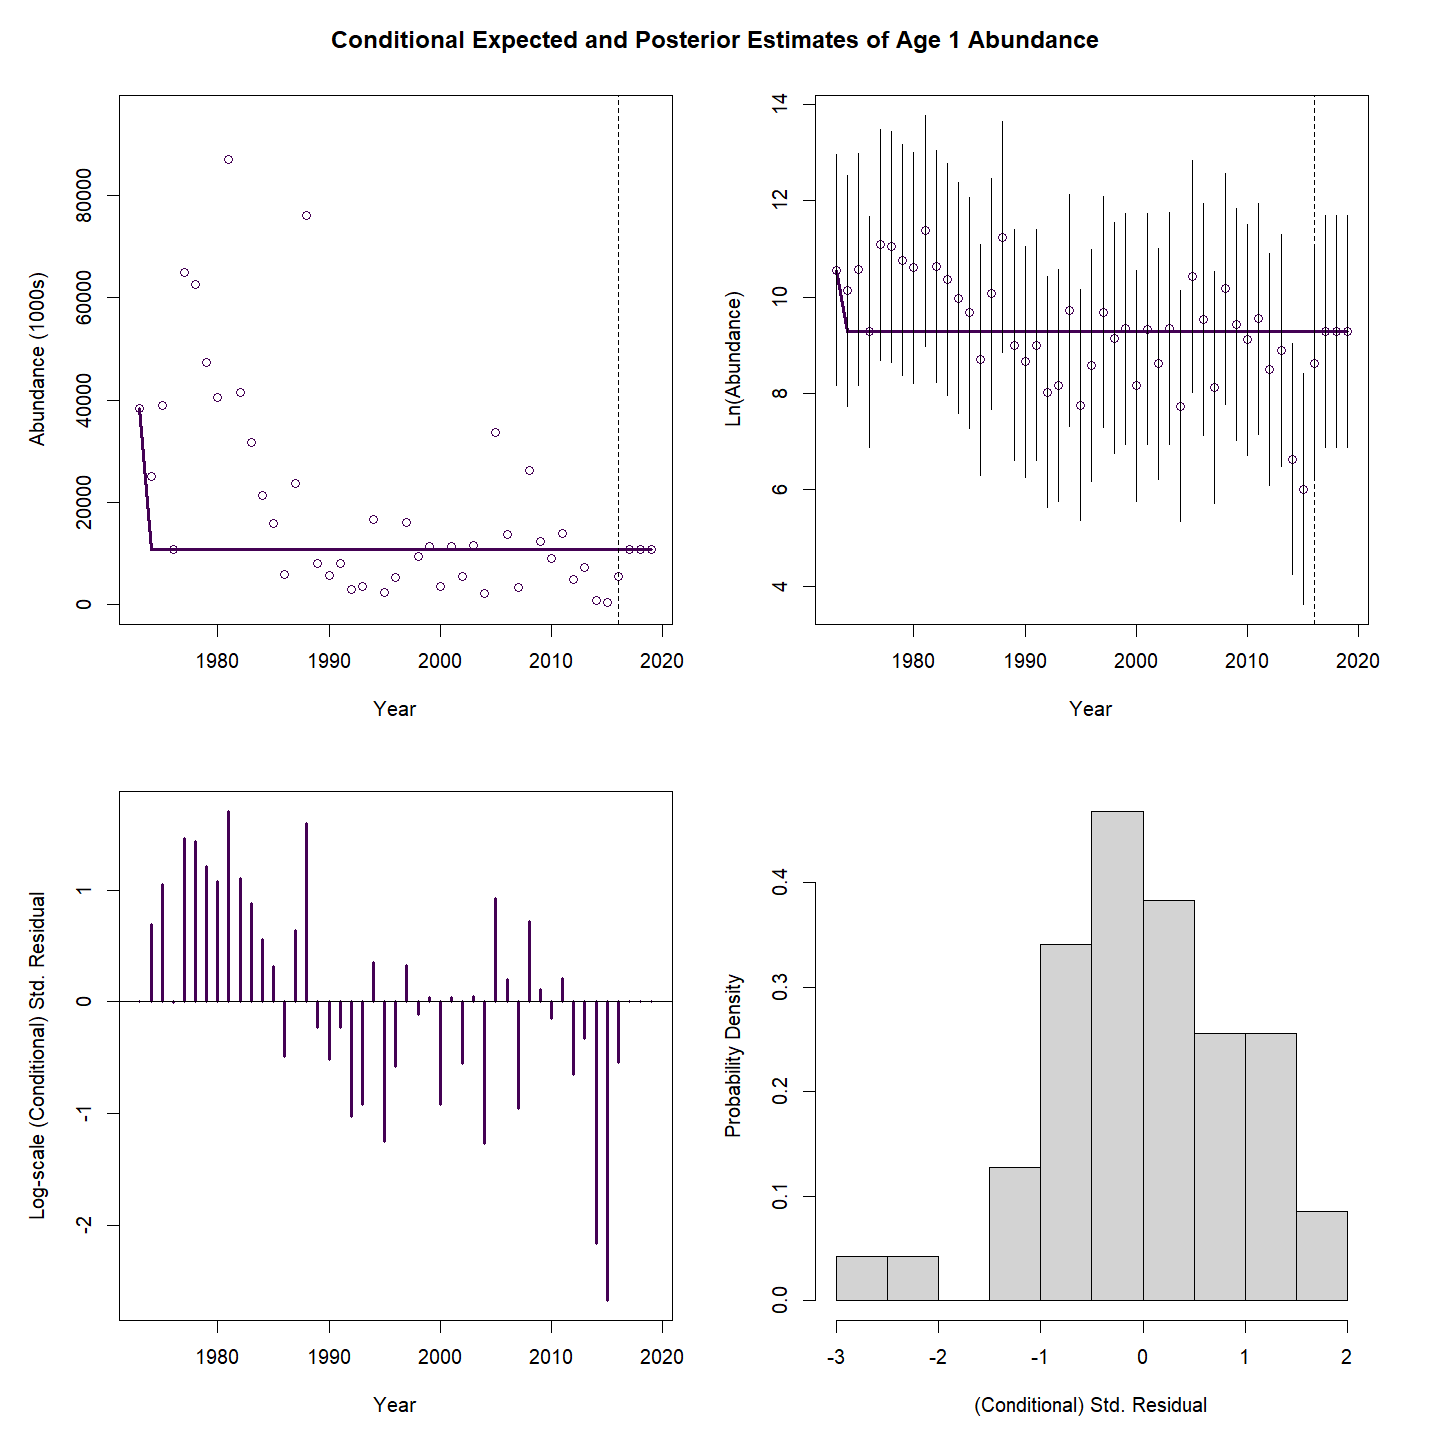 Conditional Expected and Posterior Estimates of Age 1 Abundance
Abundance (1000s)
80000
60000
40000
20000
0
1980 1990 2000 2010 2020
Year
Ln(Abundance)
14
12
10
8
6
4
1980 1990 2000 2010 2020
Year
Log-scale (Conditional) Std. Residual
1
0
-1
-2
1980 1990 2000 2010 2020
Year
Probability Density
0.4
0.3
0.2
0.1
0.0
-3 -2 -1 0 1 2
(Conditional) Std. Residual